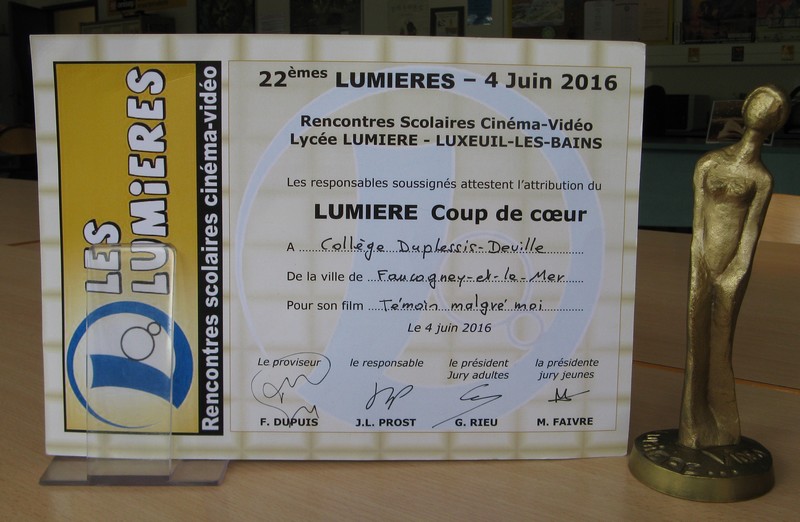 LES
LUMIERES
Rencontres scolaires cinéma-vidéo
22èmes LUMIERES – 4 Juin 2016
Rencontres Scolaires Cinéma-Vidéo
Lycée LUMIERE - LUXEUIL-LES-BAINS
Les responsables soussignés attestent l'attribution du
LUMIERE Coup de cœur
A ....Collège Duplessis-Deville..........
De la ville de ...Faucogney-et-la-Mer....
Pour son film ...Témoin malgré moi..........
Le 4 juin 2016
Le proviseur le responsable le président la présidente
Jury adultes jury jeunes
F. DUPUIS J.L. PROST G. RIEU M. FAIVRE